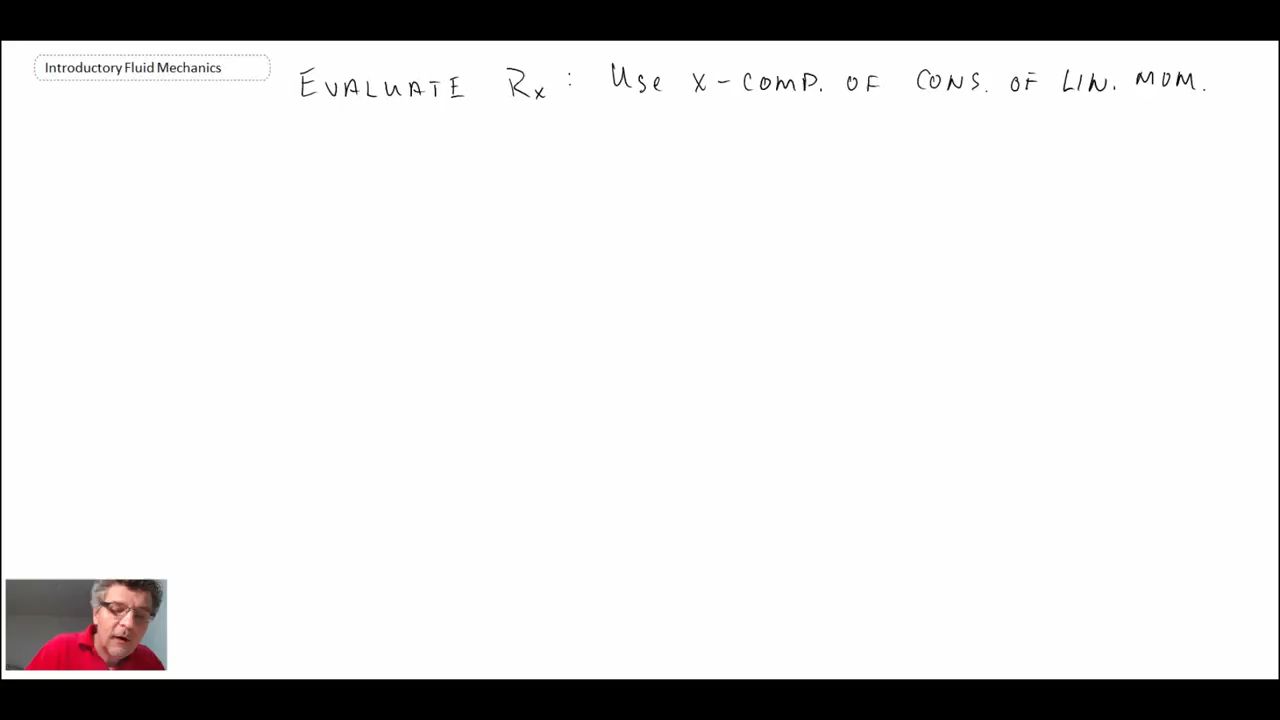 Introductory Fluid Mechanics
EVALUATE Rx : Use x-COMP. OF CONS. OF LIN. MOM.